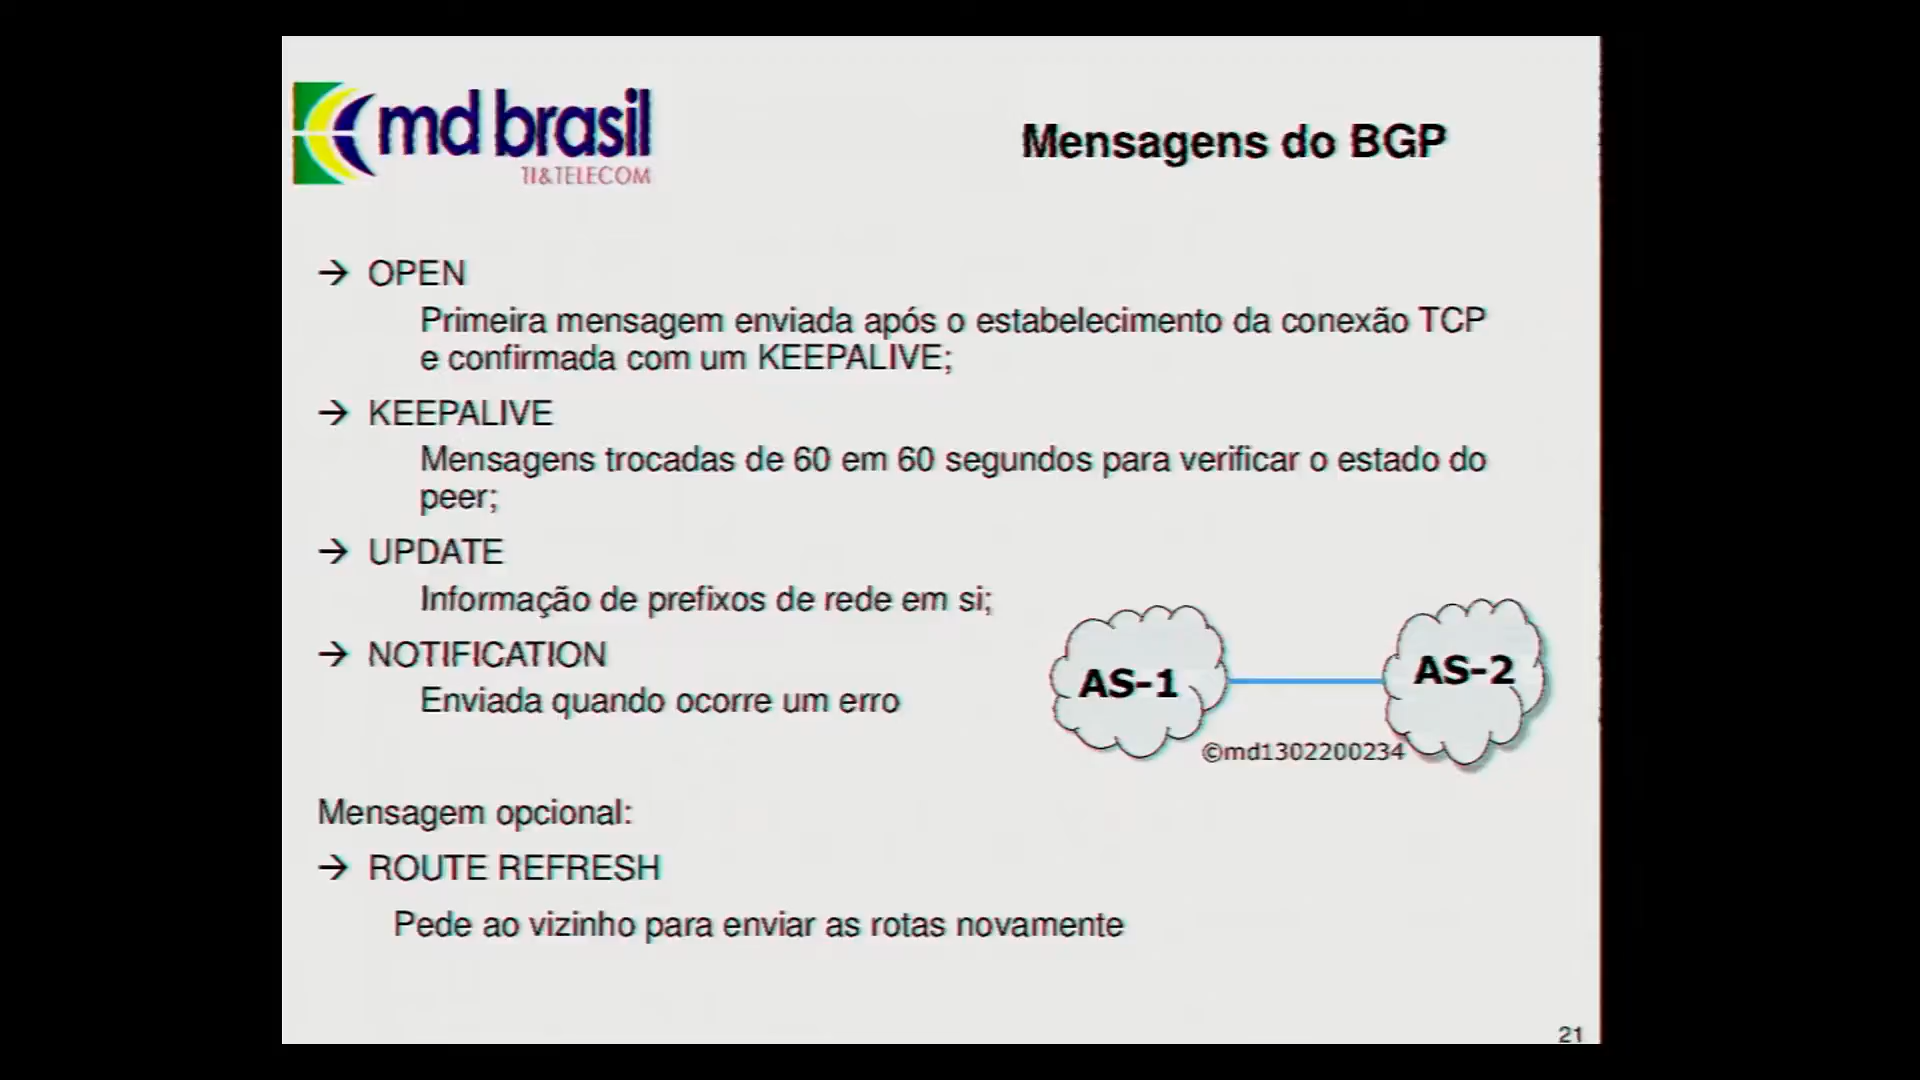 md brasil
TI&TELECOM
Mensagens do BGP
→ OPEN
Primeira mensagem enviada após o estabelecimento da conexão TCP
e confirmada com um KEEPALIVE;
→ KEEPALIVE
Mensagens trocadas de 60 em 60 segundos para verificar o estado do
peer;
→ UPDATE
Informação de prefixos de rede em si;
→ NOTIFICATION
Enviada quando ocorre um erro
AS-1
AS-2
©md1302200234
Mensagem opcional:
→ ROUTE REFRESH
Pede ao vizinho para enviar as rotas novamente
21